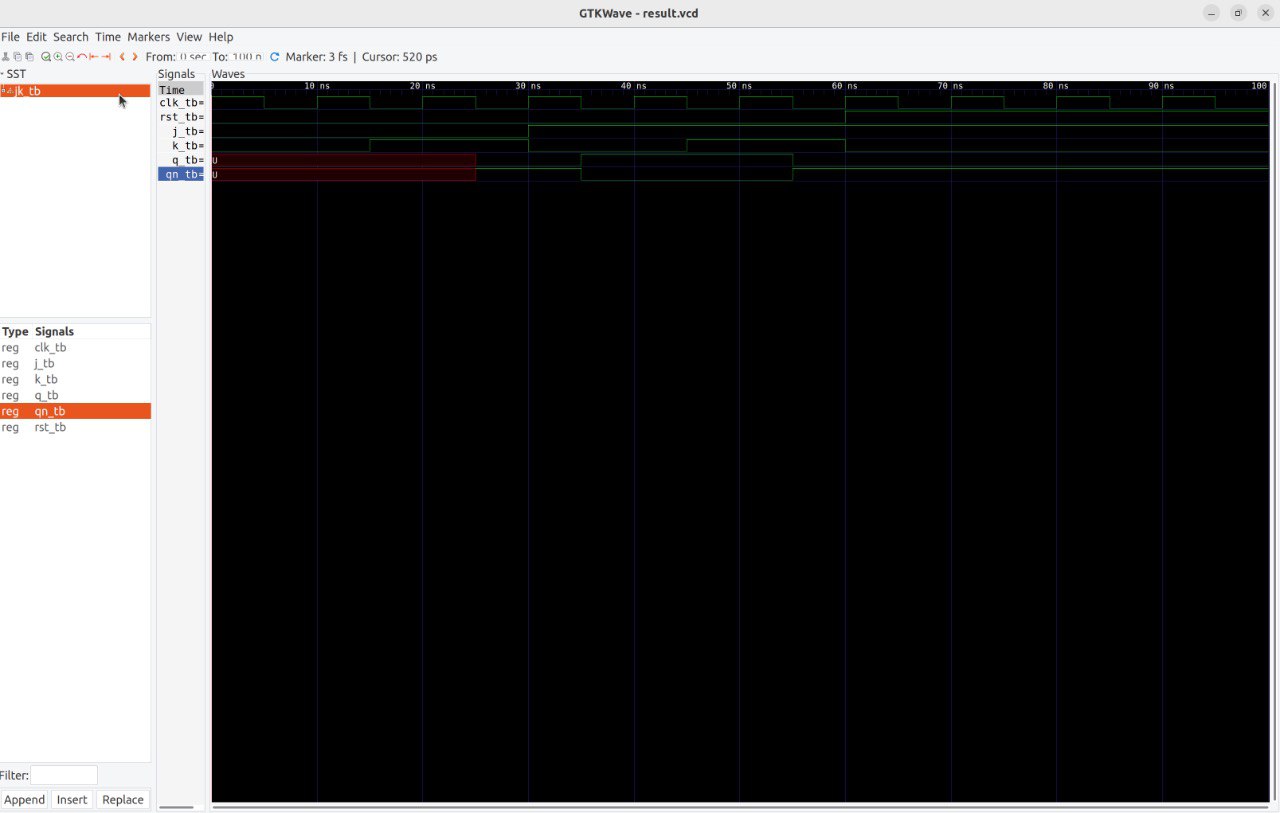 GTKWave - result.vcd
File Edit Search Time Markers View Help
From: 0 sec To: 100 n Marker: 3 fs | Cursor: 520 ps
SST
jk_tb
Signals
Waves
Time
10 ns 20 ns 30 ns 40 ns 50 ns 60 ns 70 ns 80 ns 90 ns 100
clk_tb=
rst_tb=
j_tb=
k_tb=
q_tb=
U
qn_tb=
U
Type Signals
reg clk_tb
reg j_tb
reg k_tb
reg q_tb
reg qn_tb
reg rst_tb
Filter:
Append Insert Replace